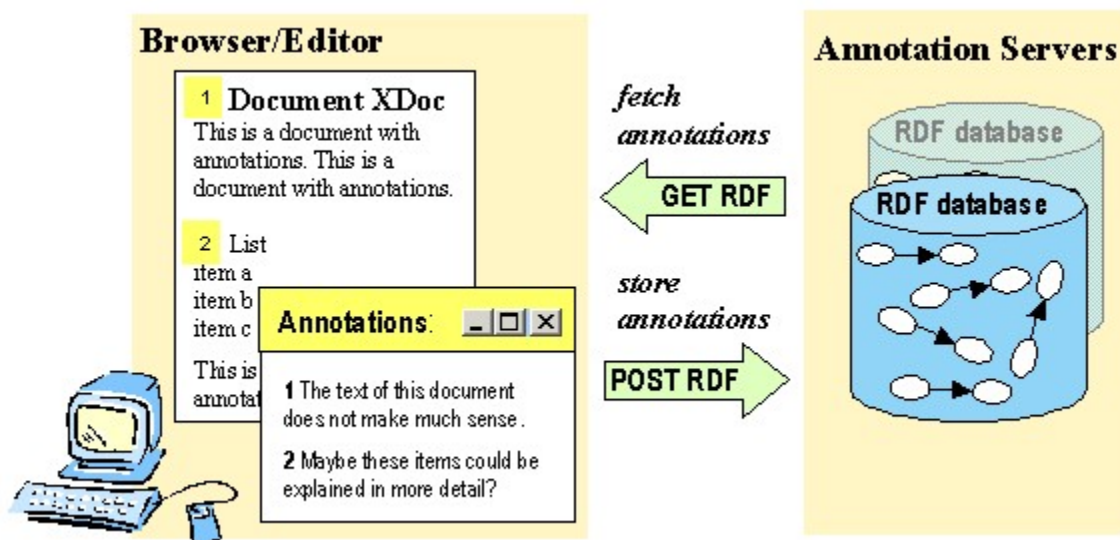 Browser/Editor
1 Document XDoc
This is a document with
annotations. This is a
document with annotations.
2 List
item a
item b
item c
This is
annotat
Annotations:
1 The text of this document
does not make much sense.
2 Maybe these items could be
explained in more detail?
fetch
annotations
GET RDF
store
annotations
POST RDF
Annotation Servers
RDF database
RDF database